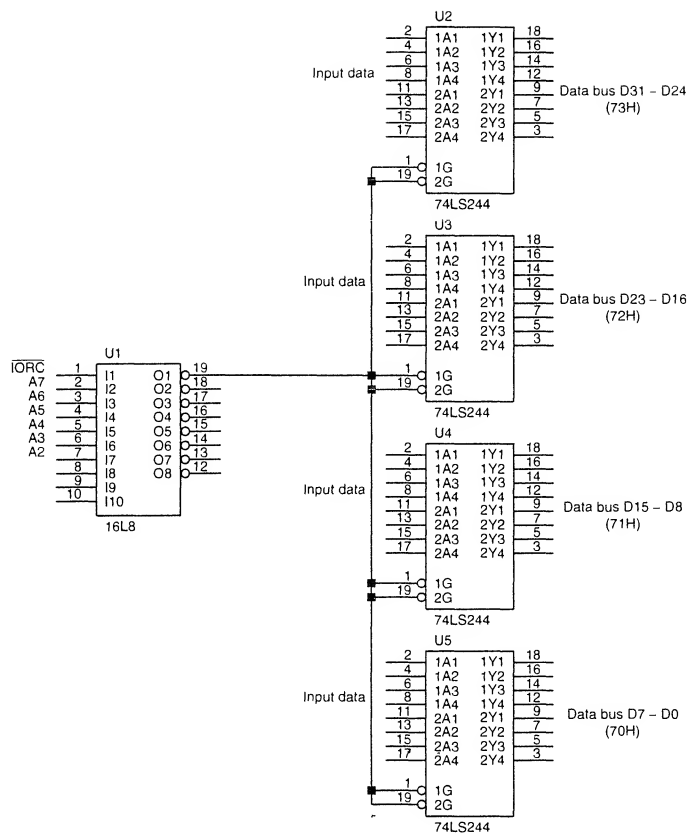 U2
2 1A1 1Y1 18
4 1A2 1Y2 16
6 1A3 1Y3 14
Input data
8 1A4 1Y4 12
11 2A1 2Y1 9
Data bus D31 – D24
13 2A2 2Y2 7
(73H)
15 2A3 2Y3 5
17 2A4 2Y4 3
1 1G
19 2G
74LS244
U3
2 1A1 1Y1 18
4 1A2 1Y2 16
6 1A3 1Y3 14
Input data
8 1A4 1Y4 12
11 2A1 2Y1 9
Data bus D23 – D16
13 2A2 2Y2 7
(72H)
15 2A3 2Y3 5
17 2A4 2Y4 3
1 1G
19 2G
74LS244
U1
IORC 1 I1 O1 19
A7 2 I2 O2 18
A6 3 I3 O3 17
A5 4 I4 O4 16
A4 5 I5 O5 15
A3 6 I6 O6 14
A2 7 I7 O7 13
8 I8 O8 12
9 I9
10 I10
16L8
U4
2 1A1 1Y1 18
4 1A2 1Y2 16
6 1A3 1Y3 14
Input data
8 1A4 1Y4 12
11 2A1 2Y1 9
Data bus D15 – D8
13 2A2 2Y2 7
(71H)
15 2A3 2Y3 5
17 2A4 2Y4 3
1 1G
19 2G
74LS244
U5
2 1A1 1Y1 18
4 1A2 1Y2 16
6 1A3 1Y3 14
Input data
8 1A4 1Y4 12
11 2A1 2Y1 9
Data bus D7 – D0
13 2A2 2Y2 7
(70H)
15 2A3 2Y3 5
17 2A4 2Y4 3
1 1G
19 2G
74LS244